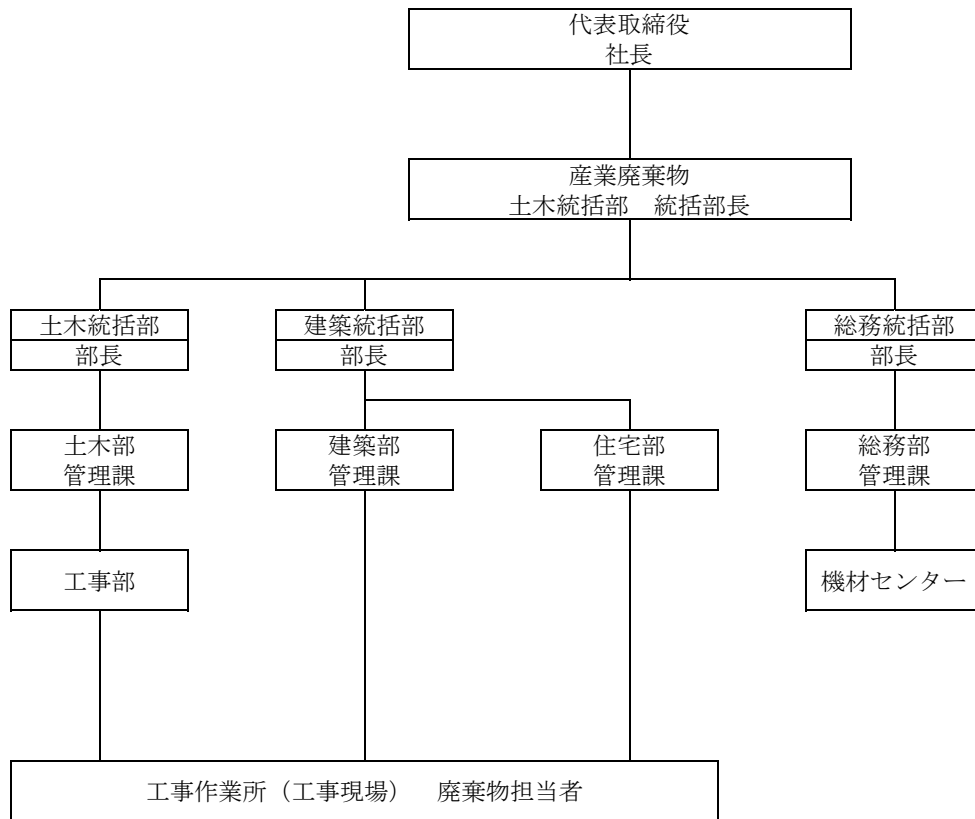 代表取締役
社長
産業廃棄物
土木統括部　統括部長
土木統括部
部長
建築統括部
部長
総務統括部
部長
土木部
管理課
建築部
管理課
住宅部
管理課
総務部
管理課
工事部
機材センター
工事作業所（工事現場）　廃棄物担当者